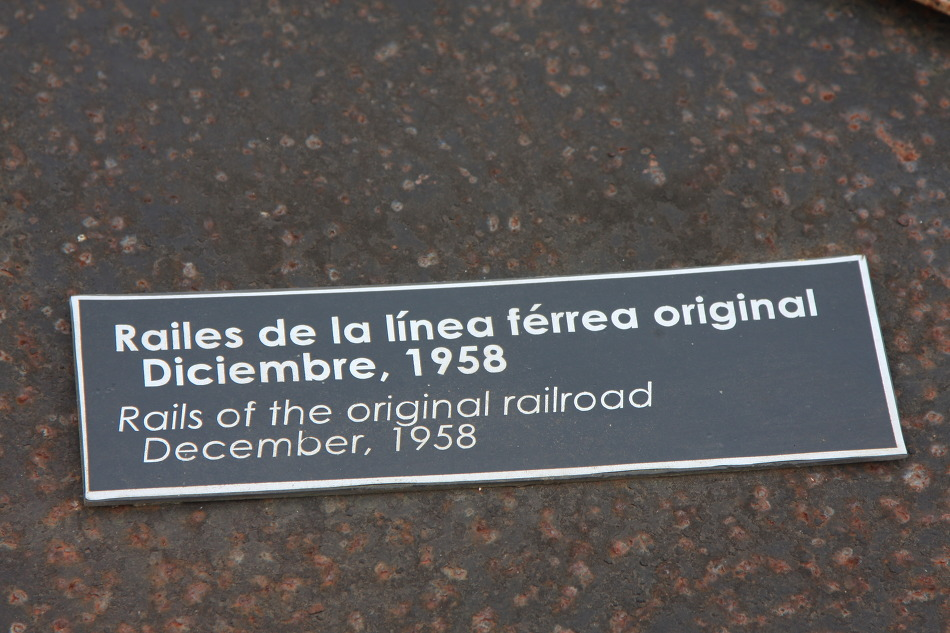 Railes de la línea férrea original
Diciembre, 1958
Rails of the original railroad
December, 1958